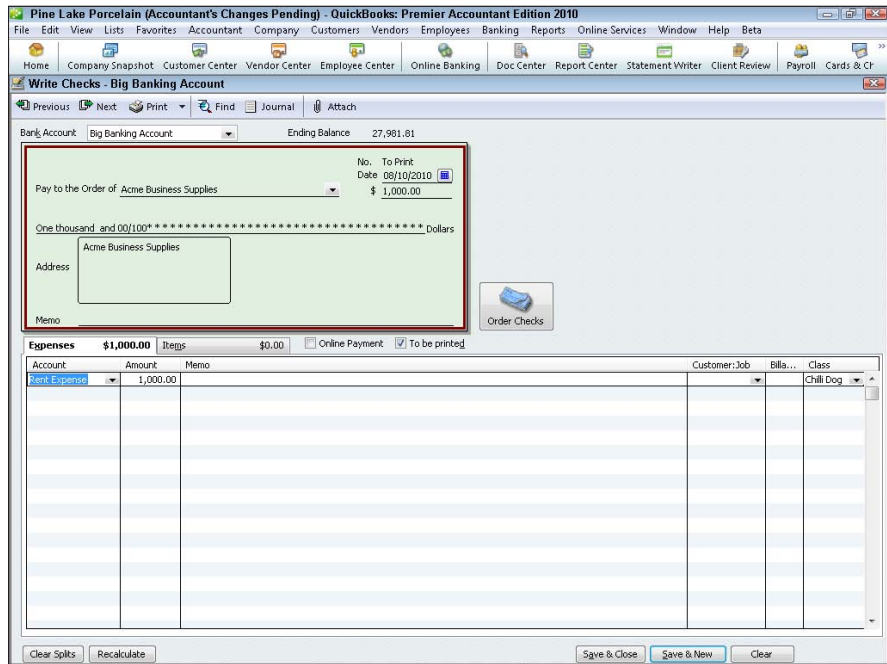 Pine Lake Porcelain (Accountant's Changes Pending) - QuickBooks: Premier Accountant Edition 2010
File Edit View Lists Favorites Accountant Company Customers Vendors Employees Banking Reports Online Services Window Help Beta
Home Company Snapshot Customer Center Vendor Center Employee Center Online Banking Doc Center Report Center Statement Writer Client Review Payroll Cards & Cr »
Write Checks - Big Banking Account
Previous Next Print Find Journal Attach
Bank Account Big Banking Account Ending Balance 27,981.81
No. To Print
Date 08/10/2010
Pay to the Order of Acme Business Supplies $ 1,000.00
One thousand and 00/100* * * * * * * * * * * * * * * * * * * * * * * * * * * * * * * * * * * * * * Dollars
Acme Business Supplies
Address
Memo
Order Checks
Expenses $1,000.00 Items $0.00 Online Payment To be printed
Account Amount Memo Customer:Job Billa... Class
Rent Expense 1,000.00 Chilli Dog
Clear Splits Recalculate Save & Close Save & New Clear